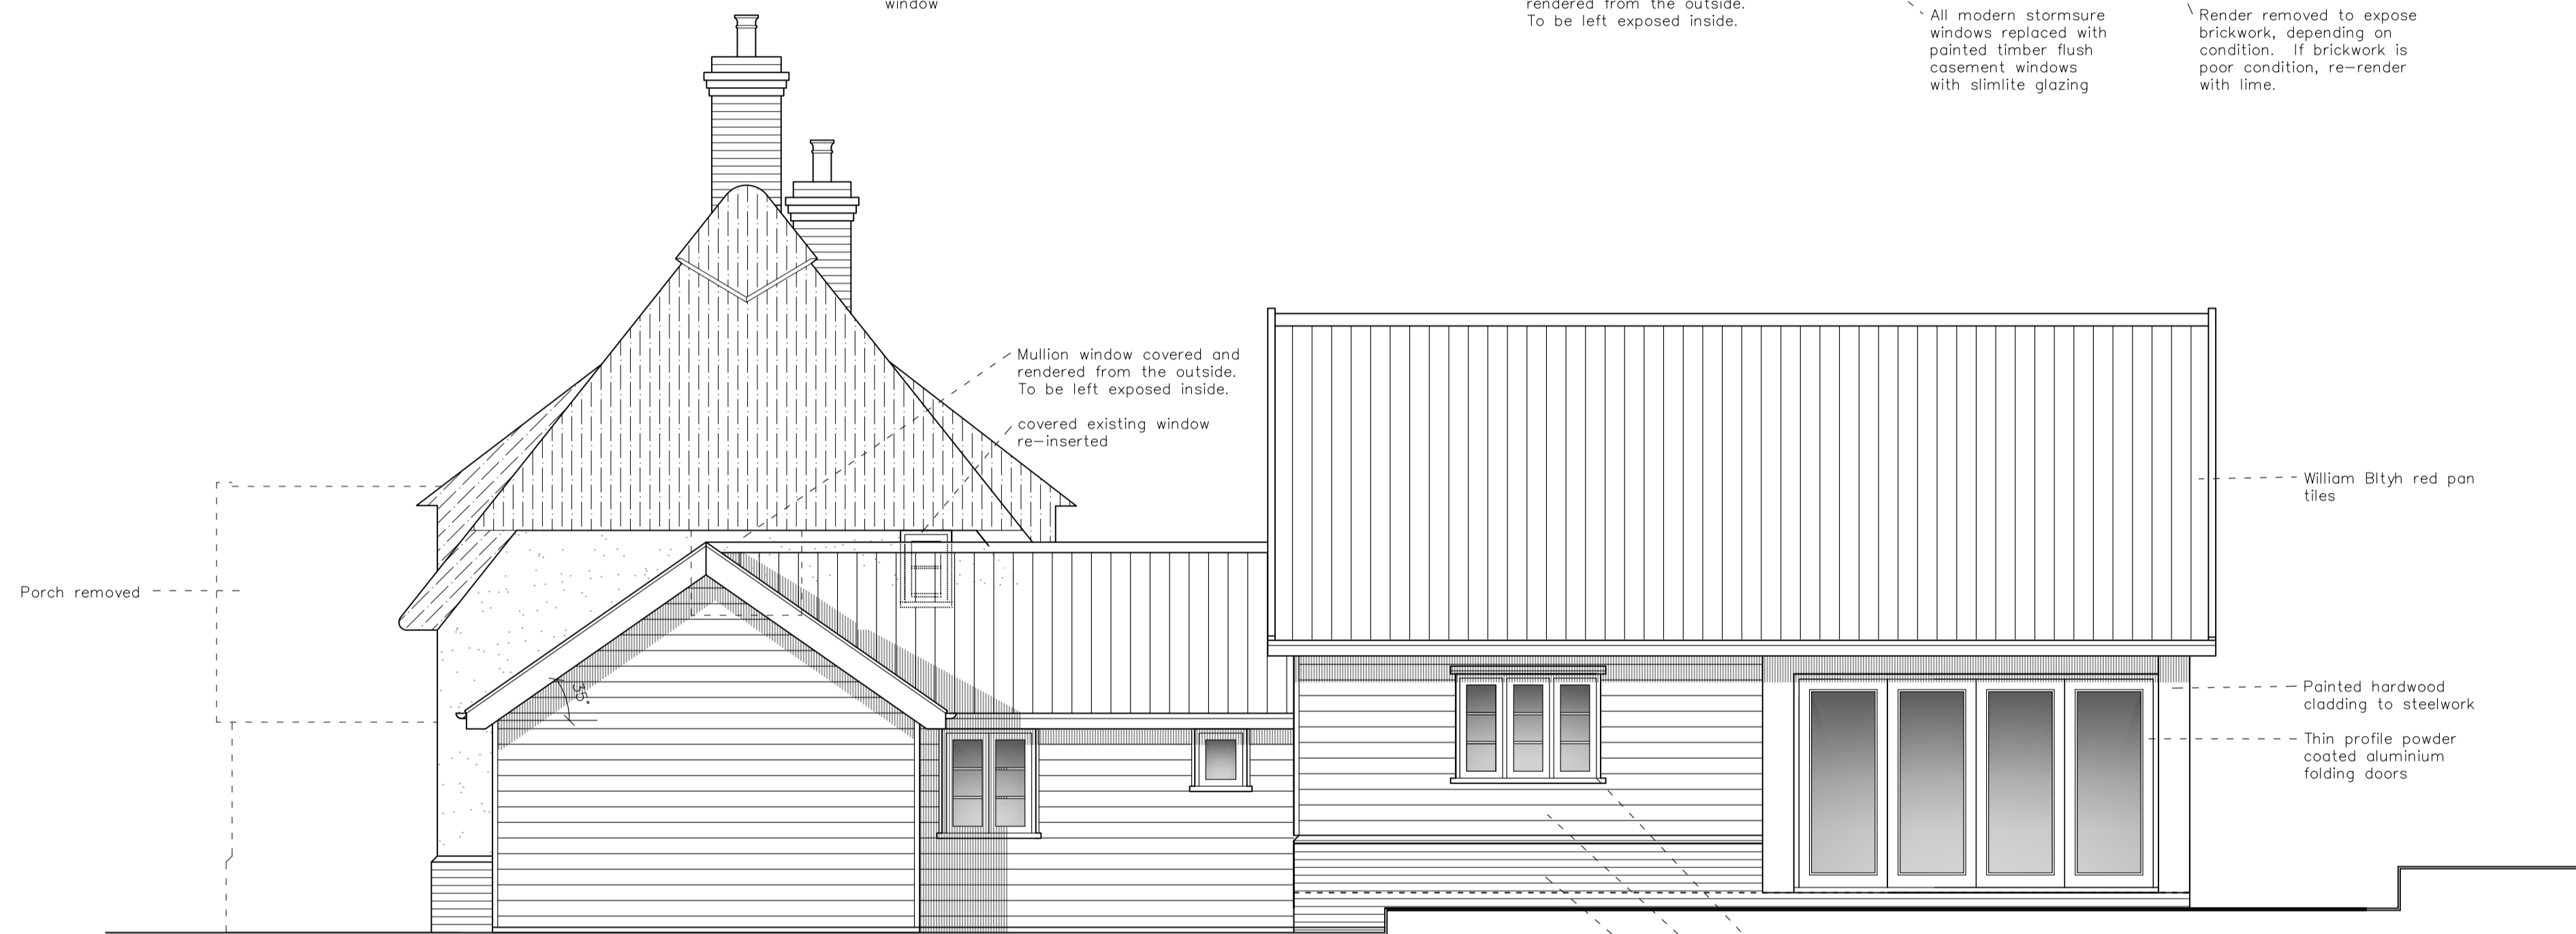 window
rendered from the outside.
To be left exposed inside.
All modern stormsure
windows replaced with
painted timber flush
casement windows
with slimlite glazing
Render removed to expose
brickwork, depending on
condition. If brickwork is
poor condition, re-render
with lime.
Mullion window covered and
rendered from the outside.
To be left exposed inside.
covered existing window
re-inserted
William Bltyh red pan
tiles
Porch removed
35°
Painted hardwood
cladding to steelwork
Thin profile powder
coated aluminium
folding doors